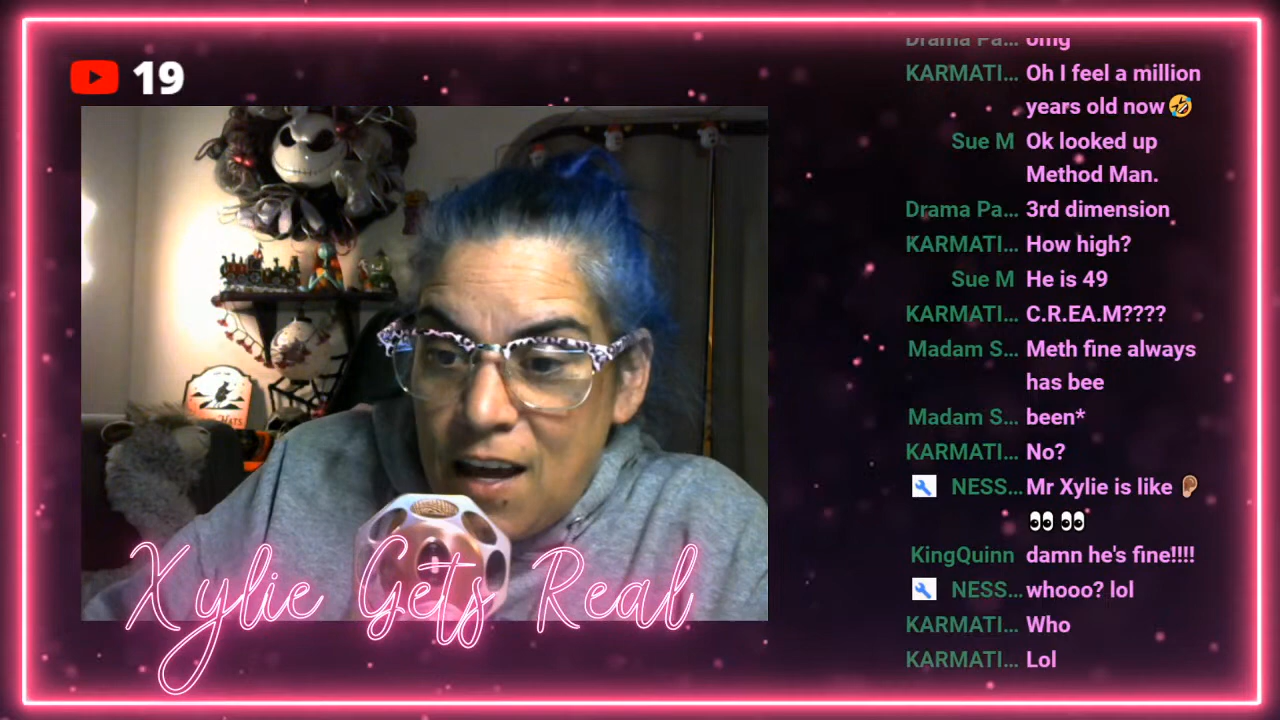 19
Xylie Gets Real
Drama Pa... omg
KARMATI... Oh I feel a million
years old now 🤣
Sue M Ok looked up
Method Man.
Drama Pa... 3rd dimension
KARMATI... How high?
Sue M He is 49
KARMATI... C.R.EA.M????
Madam S... Meth fine always
has bee
Madam S... been*
KARMATI... No?
NESS... Mr Xylie is like 👂
👀 👀
KingQuinn damn he's fine!!!!
NESS... whooo? lol
KARMATI... Who
KARMATI... Lol